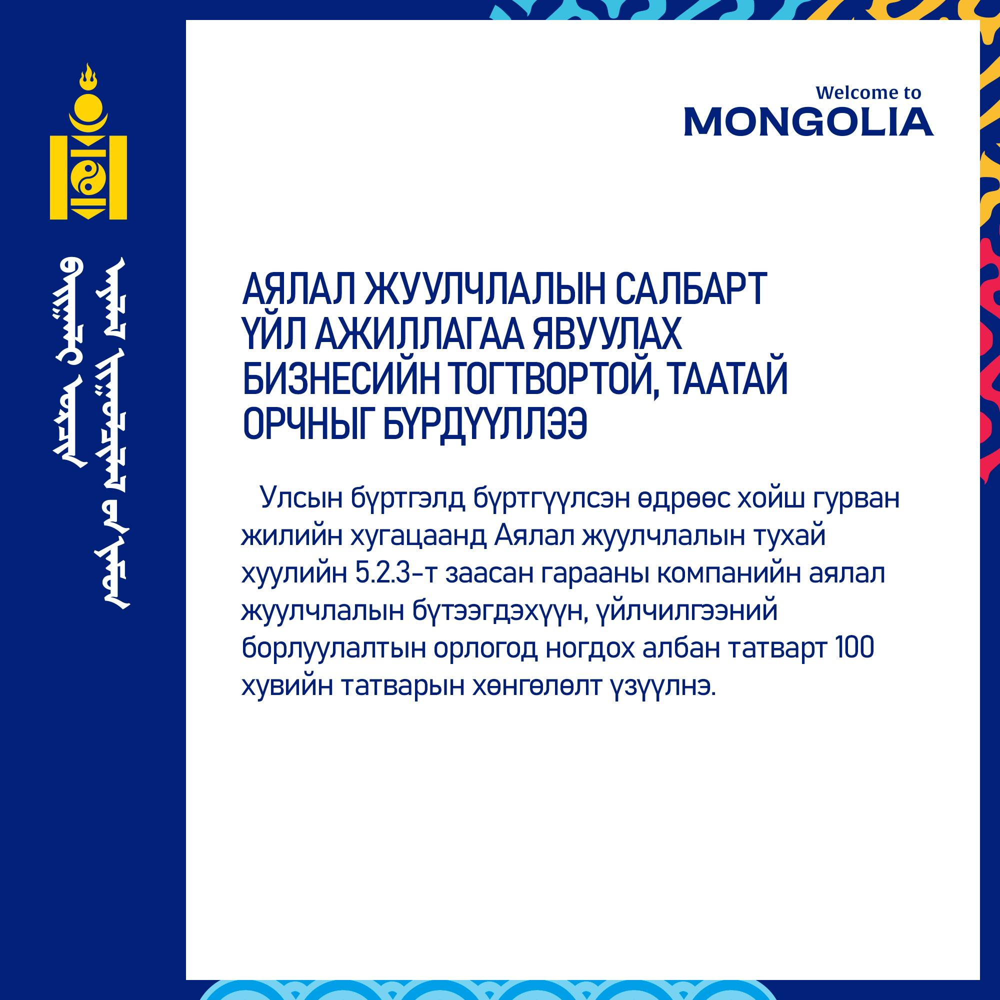 Welcome to
MONGOLIA
АЯЛАЛ ЖУУЛЧЛАЛЫН САЛБАРТ
ҮЙЛ АЖИЛЛАГАА ЯВУУЛАХ
БИЗНЕСИЙН ТОГТВОРТОЙ, ТААТАЙ
ОРЧНЫГ БҮРДҮҮЛЛЭЭ
Улсын бүртгэлд бүртгүүлсэн өдрөөс хойш гурван
жилийн хугацаанд Аялал жуулчлалын тухай
хуулийн 5.2.3-т заасан гарааны компанийн аялал
жуулчлалын бүтээгдэхүүн, үйлчилгээний
борлуулалтын орлогод ногдох албан татварт 100
хувийн татварын хөнгөлөлт үзүүлнэ.